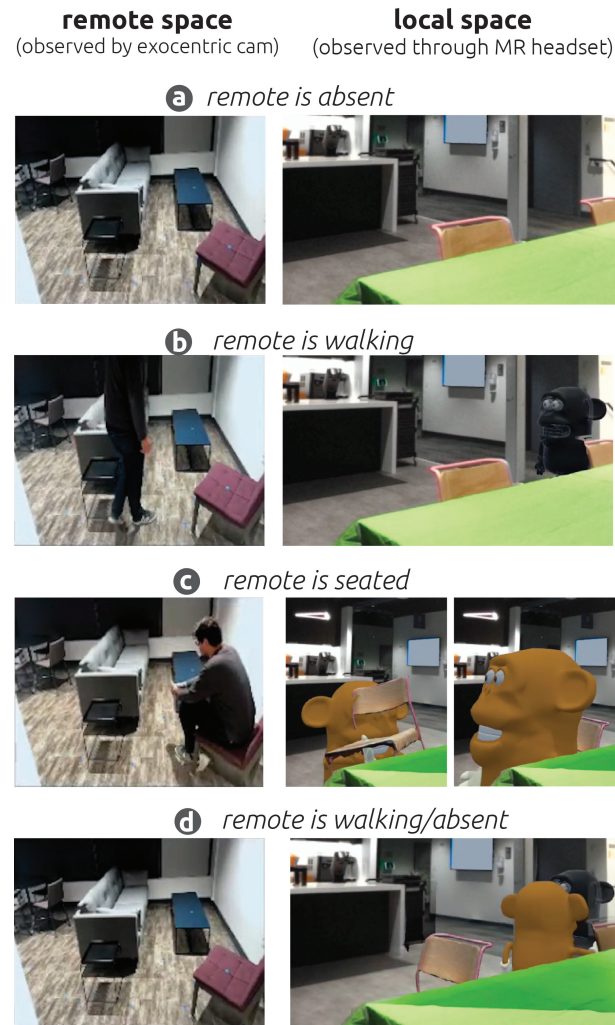 remote space
(observed by exocentric cam)
local space
(observed through MR headset)
a remote is absent
b remote is walking
c remote is seated
d remote is walking/absent